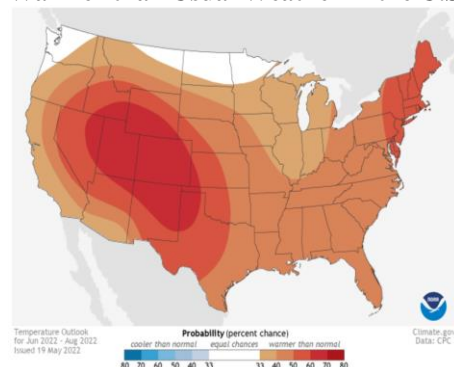 Temperature Outlook
for Jun 2022 - Aug 2022
Issued 19 May 2022
Probability (percent chance)
cooler than normal equal chances warmer than normal
80 70 60 50 40 33 33 40 50 60 70 80
NOAA
Climate.gov
Data: CPC